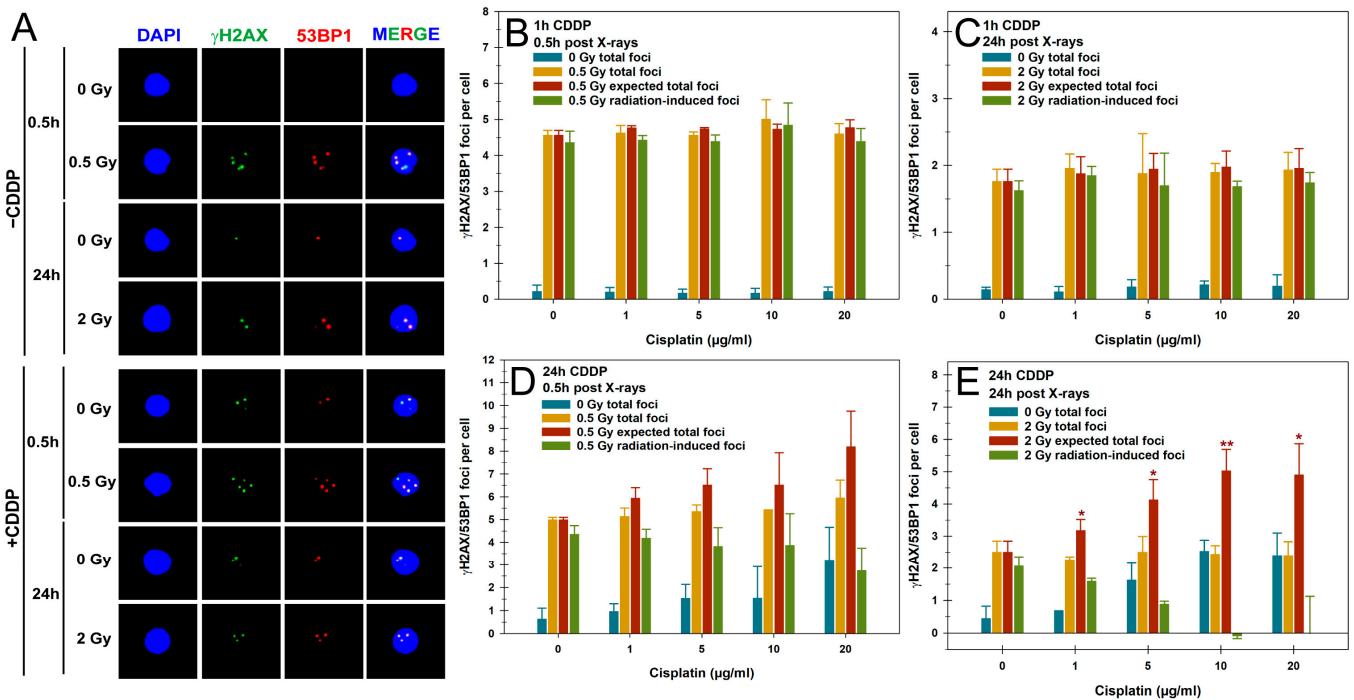 A
DAPI γH2AX 53BP1 MERGE
−CDDP
0.5h
0 Gy
0.5 Gy
24h
0 Gy
2 Gy
+CDDP
0.5h
0 Gy
0.5 Gy
24h
0 Gy
2 Gy
B
1h CDDP
0.5h post X-rays
0 Gy total foci
0.5 Gy total foci
0.5 Gy expected total foci
0.5 Gy radiation-induced foci
γH2AX/53BP1 foci per cell
8
7
6
5
4
3
2
1
0
0 1 5 10 20
Cisplatin (µg/ml)
C
1h CDDP
24h post X-rays
0 Gy total foci
2 Gy total foci
2 Gy expected total foci
2 Gy radiation-induced foci
γH2AX/53BP1 foci per cell
4
3
2
1
0
0 1 5 10 20
Cisplatin (µg/ml)
D
24h CDDP
0.5h post X-rays
0 Gy total foci
0.5 Gy total foci
0.5 Gy expected total foci
0.5 Gy radiation-induced foci
γH2AX/53BP1 foci per cell
12
11
10
9
8
7
6
5
4
3
2
1
0
0 1 5 10 20
Cisplatin (µg/ml)
E
24h CDDP
24h post X-rays
0 Gy total foci
2 Gy total foci
2 Gy expected total foci
2 Gy radiation-induced foci
γH2AX/53BP1 foci per cell
8
7
6
5
4
3
2
1
0
* * ** *
0 1 5 10 20
Cisplatin (µg/ml)